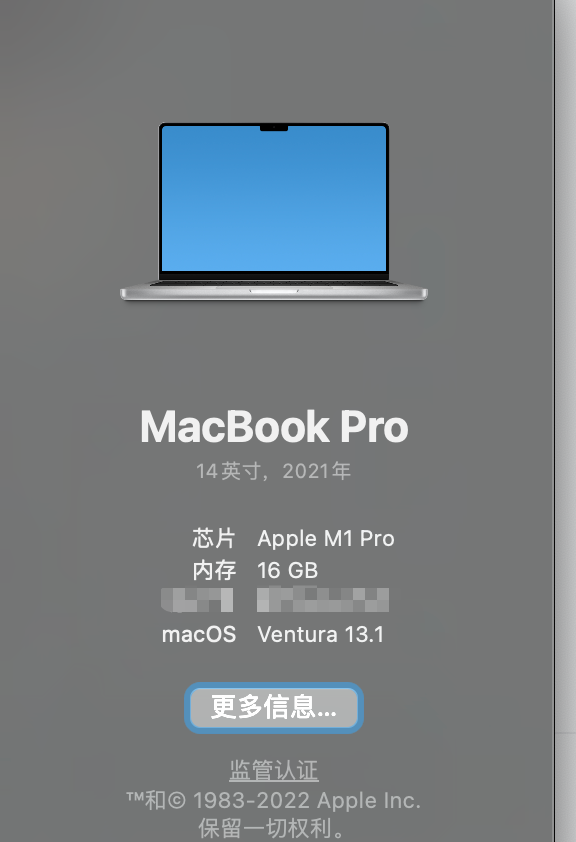 MacBook Pro
14英寸，2021年
芯片 Apple M1 Pro
内存 16 GB
macOS Ventura 13.1
更多信息...
监管认证
™和© 1983-2022 Apple Inc.
保留一切权利。